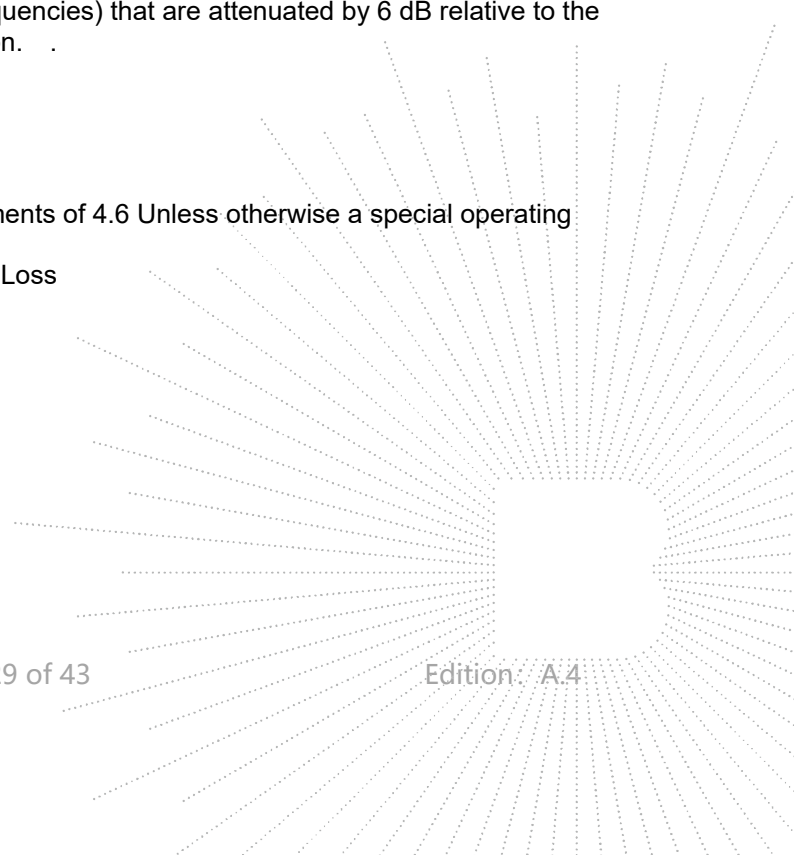 quencies) that are attenuated by 6 dB relative to the
n. .
nents of 4.6 Unless otherwise a special operating
Loss
9 of 43 Edition：A.4